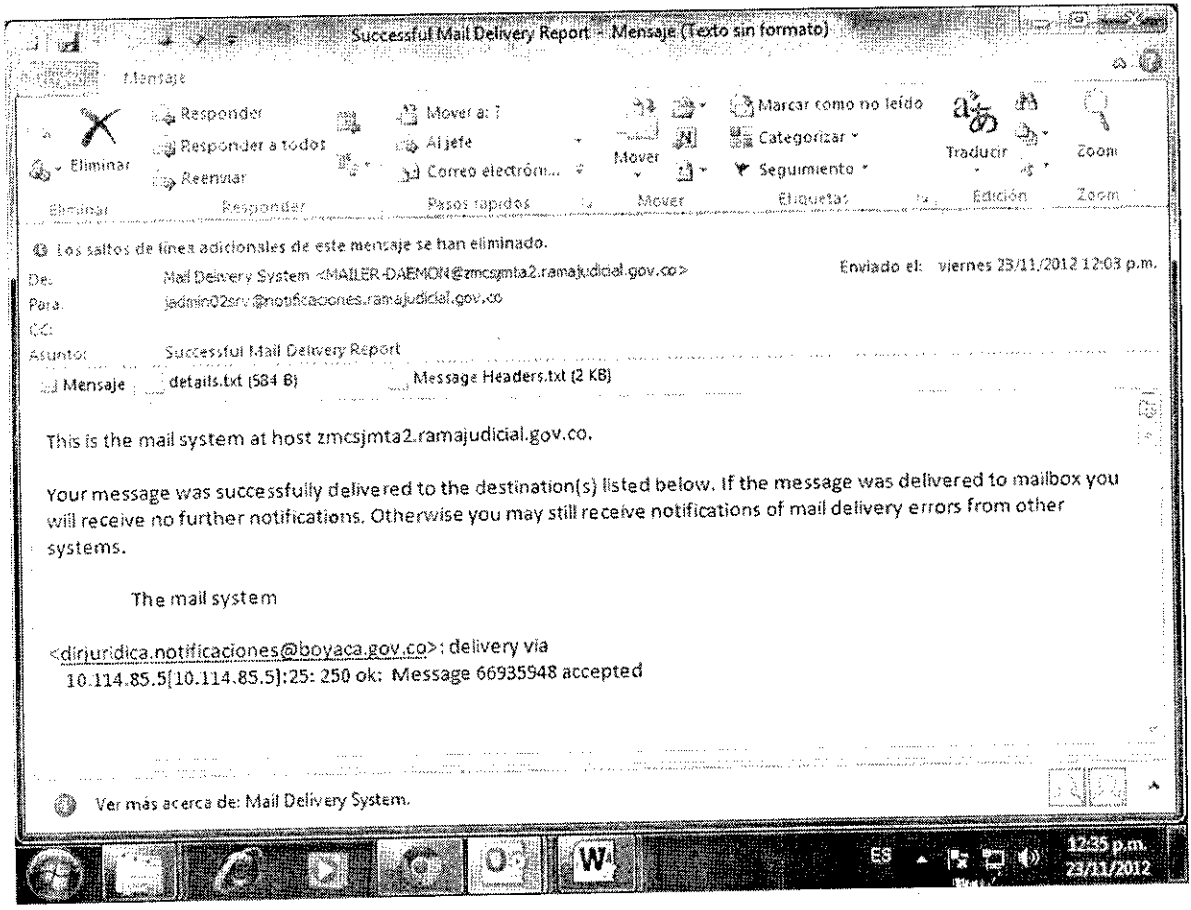 Successful Mail Delivery Report - Mensaje (Texto sin formato)
Mensaje
Eliminar
Responder
Responder a todos
Reenviar
Mover a: ?
Al jefe
Correo electróni...
Mover
Marcar como no leído
Categorizar
Seguimiento
Traducir
Zoom
Eliminar
Responder
Pasos rápidos
Mover
Etiquetas
Edición
Zoom
Los saltos de línea adicionales de este mensaje se han eliminado.
De: Mail Delivery System <MAILER-DAEMON@zmcsjmta2.ramajudicial.gov.co>
Enviado el: viernes 23/11/2012 12:03 p.m.
Para: @notificaciones.ramajudicial.gov.co
CC:
Asunto: Successful Mail Delivery Report
Mensaje details.txt (584 B) Message Headers.txt (2 KB)
This is the mail system at host zmcsjmta2.ramajudicial.gov.co.
Your message was successfully delivered to the destination(s) listed below. If the message was delivered to mailbox you
will receive no further notifications. Otherwise you may still receive notifications of mail delivery errors from other
systems.
The mail system
<dirjuridica.notificaciones@boyaca.gov.co>: delivery via
10.114.85.5[10.114.85.5]:25: 250 ok: Message 66935948 accepted
Ver más acerca de: Mail Delivery System.
ES
12:35 p.m.
23/11/2012